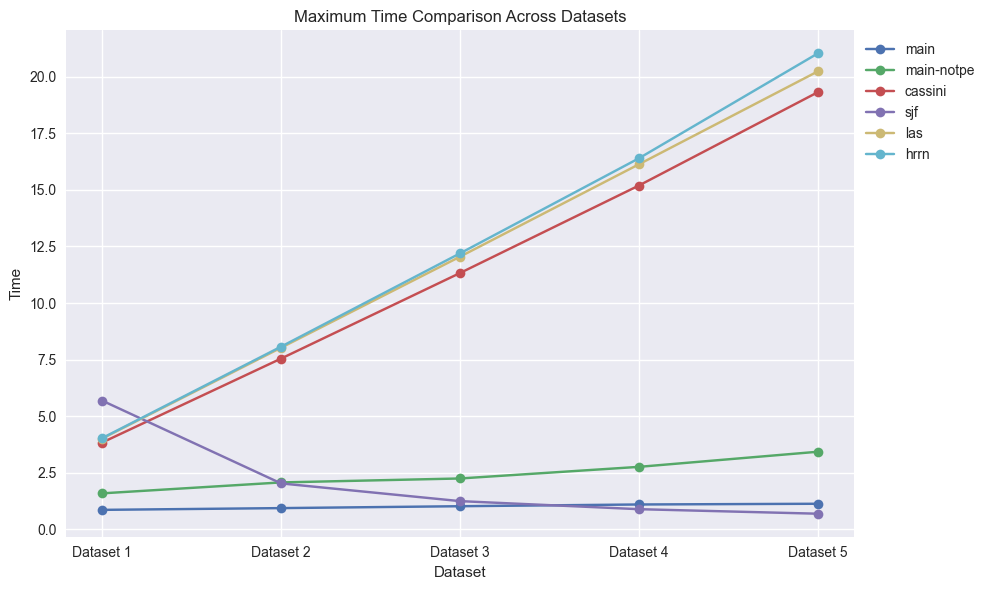 Maximum Time Comparison Across Datasets
main
main-notpe
cassini
sjf
las
hrrn
Time
20.0
17.5
15.0
12.5
10.0
7.5
5.0
2.5
0.0
Dataset 1
Dataset 2
Dataset 3
Dataset 4
Dataset 5
Dataset